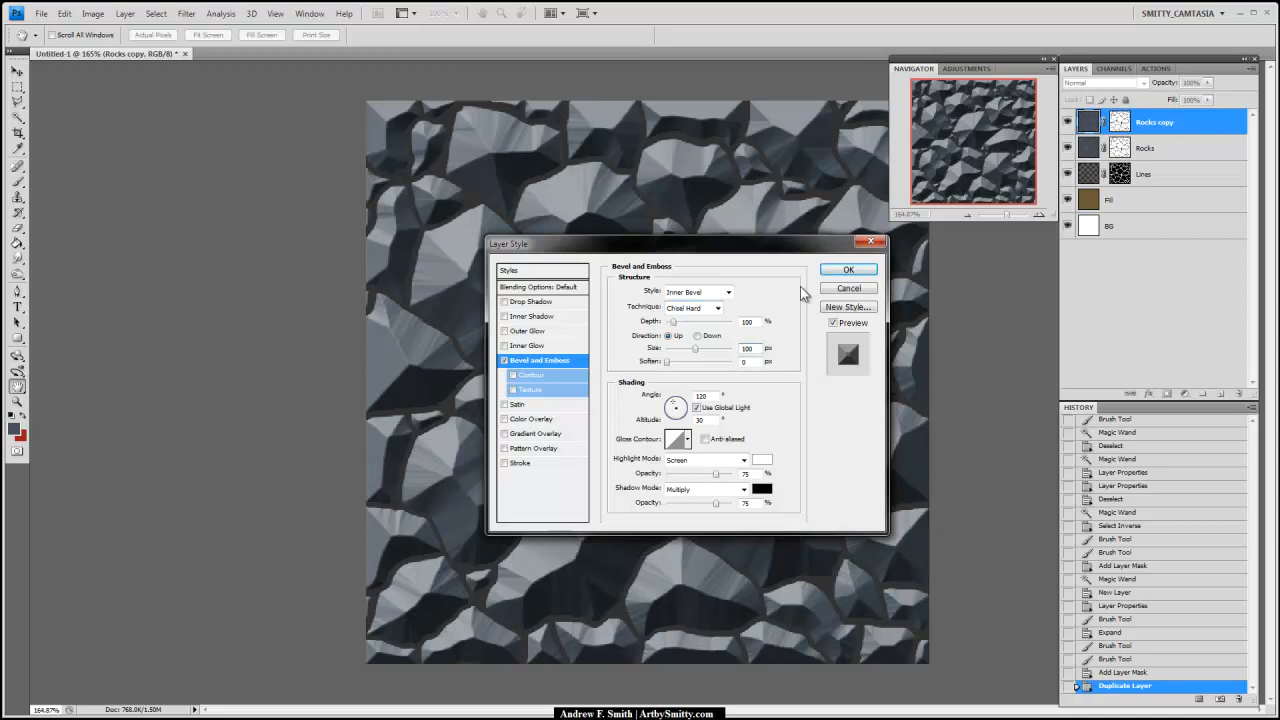 Ps File Edit Image Layer Select Filter Analysis 3D View Window Help 100% SMITTY_CAMTASIA
Scroll All Windows Actual Pixels Fit Screen Fill Screen Print Size
Untitled-1 @ 165% (Rocks copy, RGB/8) *
NAVIGATOR ADJUSTMENTS
164.87%
LAYERS CHANNELS ACTIONS
Normal Opacity: 100%
Lock: Fill: 100%
Rocks copy
Rocks
Lines
Fill
BG
Layer Style
Styles
Blending Options: Default
Drop Shadow
Inner Shadow
Outer Glow
Inner Glow
Bevel and Emboss
Contour
Texture
Satin
Color Overlay
Gradient Overlay
Pattern Overlay
Stroke
Bevel and Emboss
Structure
Style: Inner Bevel
Technique: Chisel Hard
Depth: 100 %
Direction: Up Down
Size: 100 px
Soften: 0 px
Shading
Angle: 120 °
Use Global Light
Altitude: 30 °
Gloss Contour: Anti-aliased
Highlight Mode: Screen
Opacity: 75 %
Shadow Mode: Multiply
Opacity: 75 %
OK
Cancel
New Style...
Preview
HISTORY
Brush Tool
Magic Wand
Deselect
Magic Wand
Layer Properties
Layer Properties
Deselect
Magic Wand
Select Inverse
Brush Tool
Brush Tool
Add Layer Mask
Magic Wand
New Layer
Layer Properties
Brush Tool
Expand
Brush Tool
Brush Tool
Add Layer Mask
Duplicate Layer
164.87% Doc: 768.0K/1.50M
Andrew F. Smith | ArtbySmitty.com